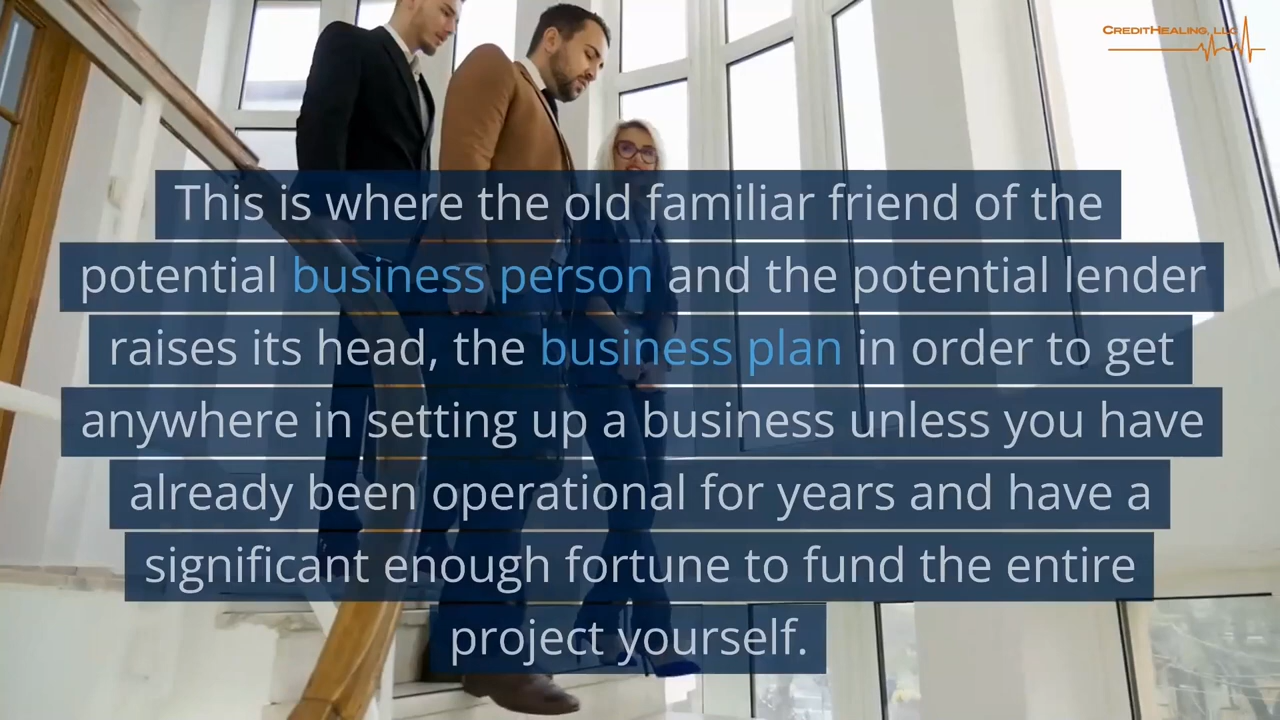 CREDITHEALING, LLC
This is where the old familiar friend of the
potential business person and the potential lender
raises its head, the business plan in order to get
anywhere in setting up a business unless you have
already been operational for years and have a
significant enough fortune to fund the entire
project yourself.